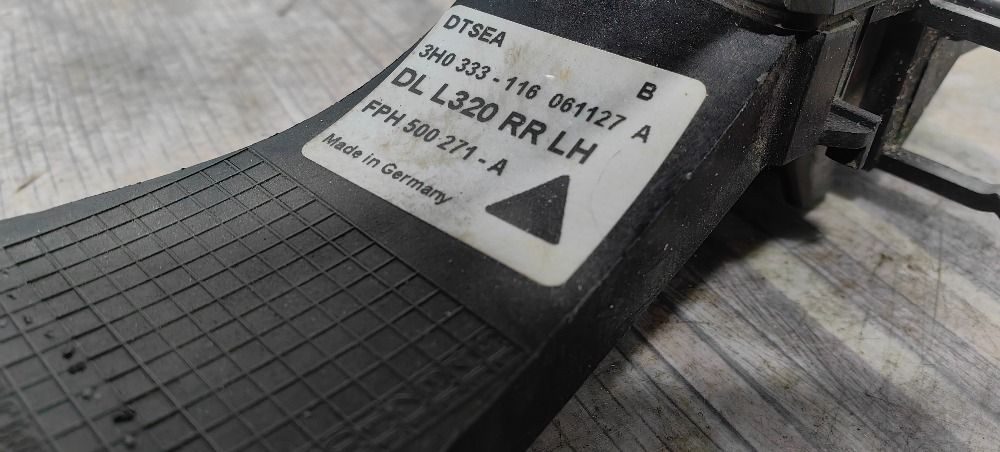 DTSEA B
3H0 333 - 116 061127 A
DL L320 RR LH
FPH 500 271 - A
Made in Germany